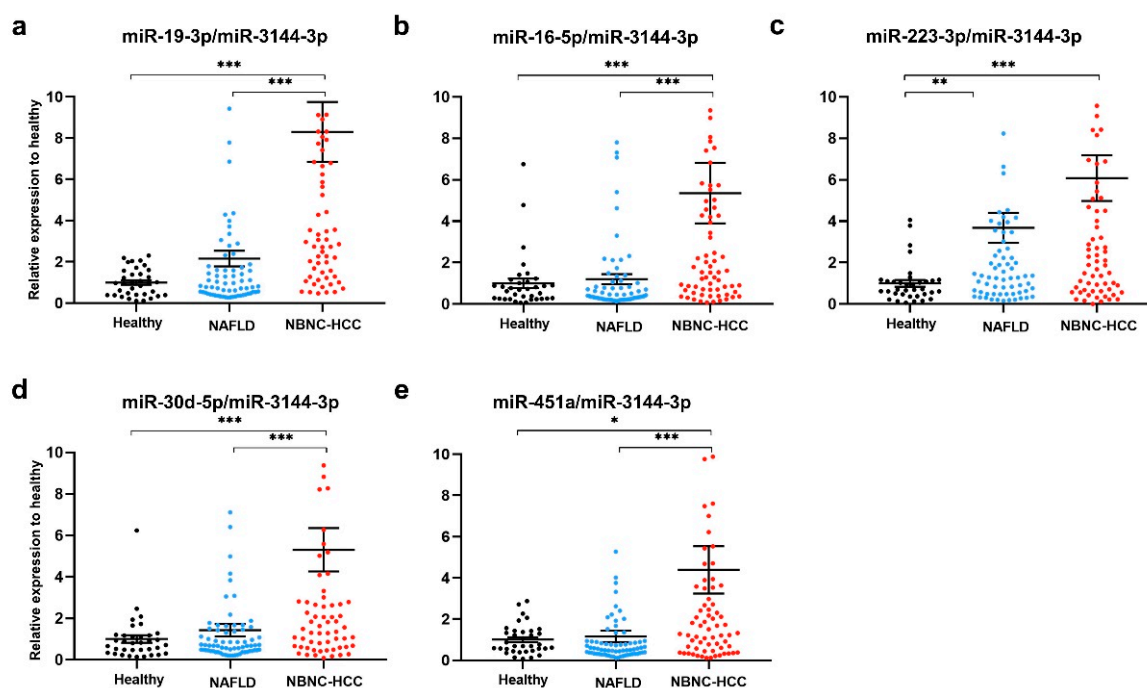 a
miR-19-3p/miR-3144-3p
***
***
Relative expression to healthy
10
8
6
4
2
0
Healthy
NAFLD
NBNC-HCC
b
miR-16-5p/miR-3144-3p
***
***
10
8
6
4
2
0
Healthy
NAFLD
NBNC-HCC
c
miR-223-3p/miR-3144-3p
***
**
10
8
6
4
2
0
Healthy
NAFLD
NBNC-HCC
d
miR-30d-5p/miR-3144-3p
***
***
Relative expression to healthy
10
8
6
4
2
0
Healthy
NAFLD
NBNC-HCC
e
miR-451a/miR-3144-3p
*
***
10
8
6
4
2
0
Healthy
NAFLD
NBNC-HCC